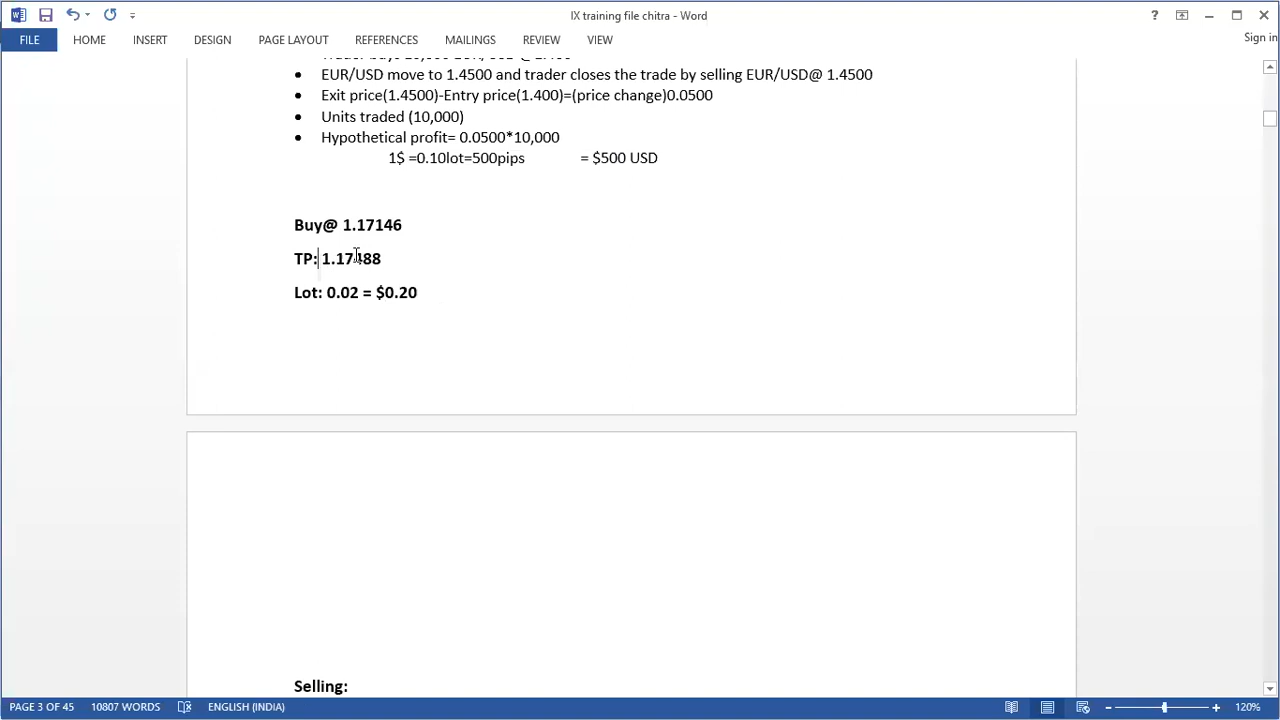 IX training file chitra - Word
?
Sign in
FILE HOME INSERT DESIGN PAGE LAYOUT REFERENCES MAILINGS REVIEW VIEW
• EUR/USD move to 1.4500 and trader closes the trade by selling EUR/USD@ 1.4500
• Exit price(1.4500)-Entry price(1.400)=(price change)0.0500
• Units traded (10,000)
• Hypothetical profit= 0.0500*10,000
1$ =0.10lot=500pips = $500 USD
Buy@ 1.17146
TP: 1.17488
Lot: 0.02 = $0.20
Selling:
PAGE 3 OF 45 10807 WORDS ENGLISH (INDIA) 120%